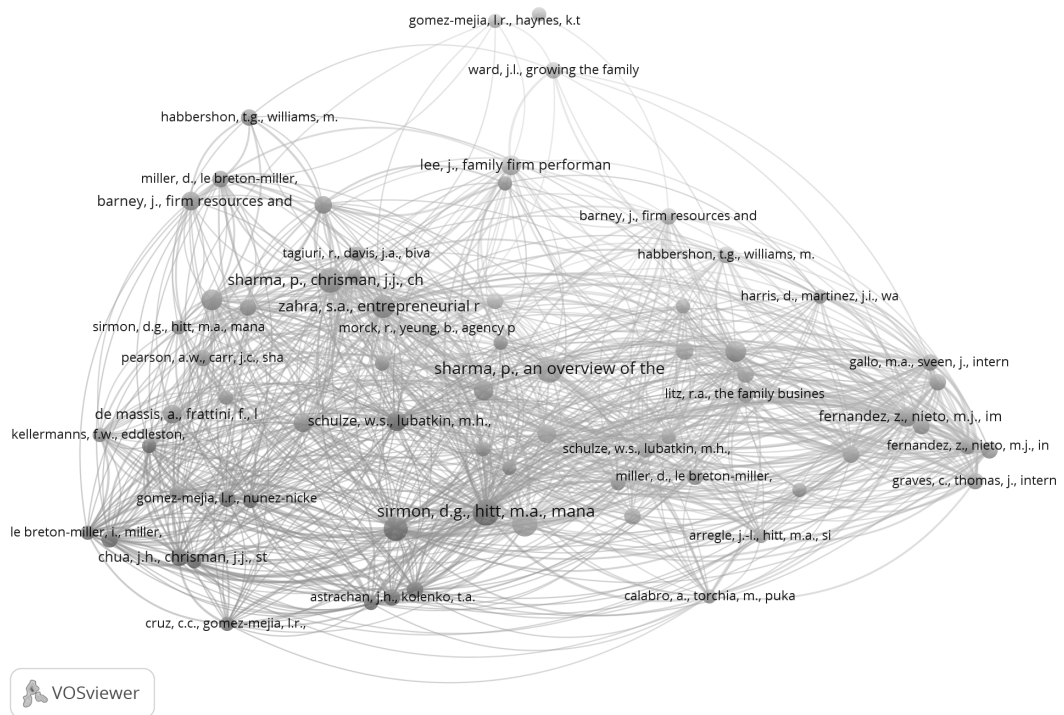 gomez-mejia, l.r., haynes, k.t
ward, j.l., growing the family
habbershon, t.g., williams, m.
lee, j., family firm performan
miller, d., le breton-miller,
barney, j., firm resources and
barney, j., firm resources and
tagiuri, r., davis, j.a., biva
habbershon, t.g., williams, m.
sharma, p., chrisman, j.j., ch
harris, d., martinez, j.i., wa
zahra, s.a., entrepreneurial r
sirmon, d.g., hitt, m.a., mana
morck, r., yeung, b., agency p
pearson, a.w., carr, j.c., sha
gallo, m.a., sveen, j., intern
sharma, p., an overview of the
litz, r.a., the family busines
de massis, a., frattini, f., l
fernandez, z., nieto, m.j., im
schulze, w.s., lubatkin, m.h.,
kellermanns, f.w., eddleston,
fernandez, z., nieto, m.j., in
schulze, w.s., lubatkin, m.h.,
miller, d., le breton-miller,
graves, c., thomas, j., intern
gomez-mejia, l.r., nunez-nicke
sirmon, d.g., hitt, m.a., mana
le breton-miller, i., miller,
arregle, j.-l., hitt, m.a., si
chua, j.h., chrisman, j.j., st
astrachan, j.h., kolenko, t.a.
calabro, a., torchia, m., puka
cruz, c.c., gomez-mejia, l.r.,
VOSviewer